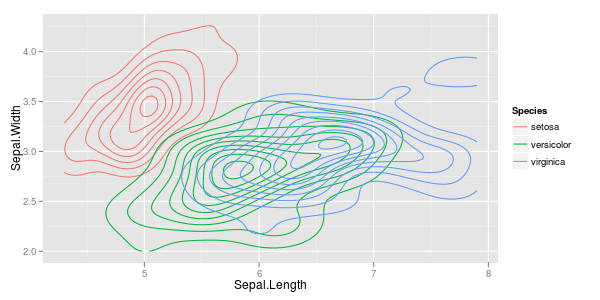 4.0
3.5
3.0
2.5
2.0
Sepal.Width
5
6
7
8
Sepal.Length
Species
setosa
versicolor
virginica